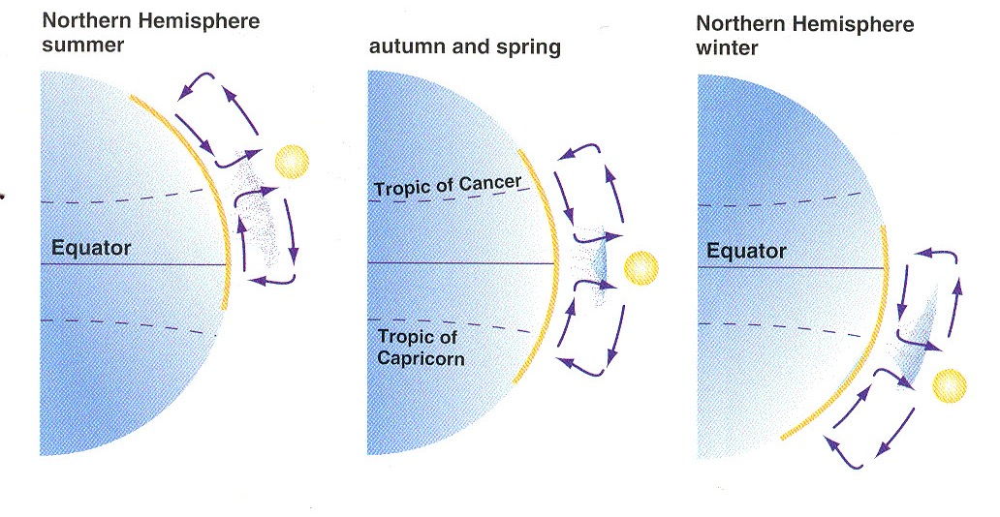 Northern Hemisphere
summer
Equator
autumn and spring
Tropic of Cancer
Tropic of
Capricorn
Northern Hemisphere
winter
Equator